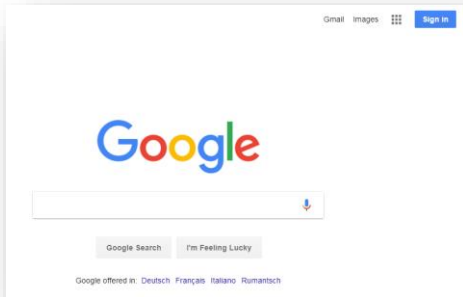 Gmail Images Sign in
Google
Google Search I'm Feeling Lucky
Google offered in: Deutsch Français Italiano Rumantsch